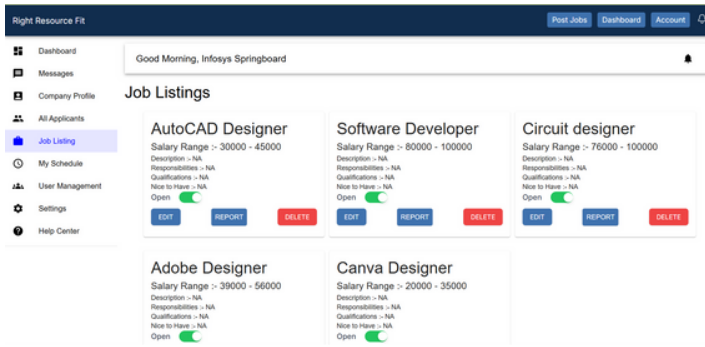 Right Resource Fit
Post Jobs Dashboard Account
Dashboard
Messages
Company Profile
All Applicants
Job Listing
My Schedule
User Management
Settings
Help Center
Good Morning, Infosys Springboard
Job Listings
AutoCAD Designer
Salary Range :- 30000 - 45000
Description :- NA
Responsibilities :- NA
Qualifications :- NA
Nice to Have :- NA
Open
EDIT REPORT DELETE
Software Developer
Salary Range :- 80000 - 100000
Description :- NA
Responsibilities :- NA
Qualifications :- NA
Nice to Have :- NA
Open
EDIT REPORT DELETE
Circuit designer
Salary Range :- 76000 - 100000
Description :- NA
Responsibilities :- NA
Qualifications :- NA
Nice to Have :- NA
Open
EDIT REPORT DELETE
Adobe Designer
Salary Range :- 39000 - 56000
Description :- NA
Responsibilities :- NA
Qualifications :- NA
Nice to Have :- NA
Open
Canva Designer
Salary Range :- 20000 - 35000
Description :- NA
Responsibilities :- NA
Qualifications :- NA
Nice to Have :- NA
Open